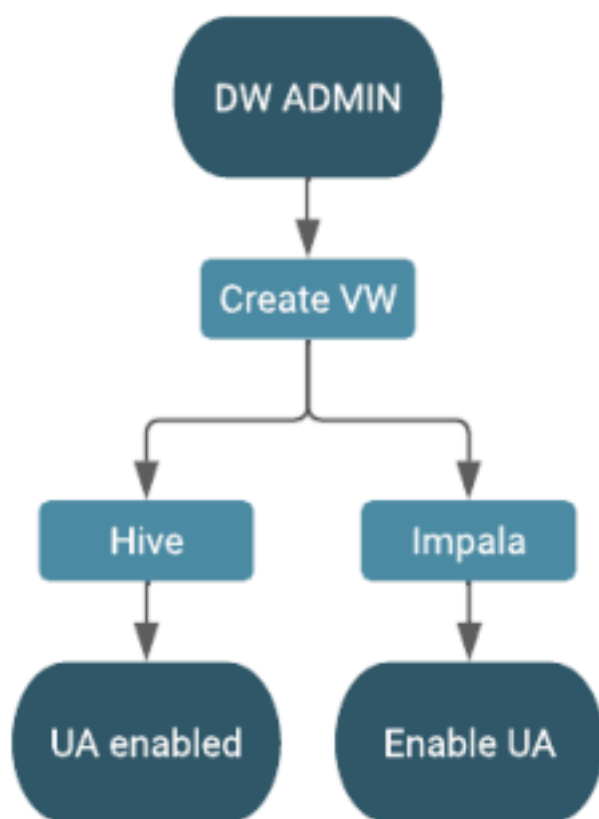 DW ADMIN
Create VW
Hive
Impala
UA enabled
Enable UA